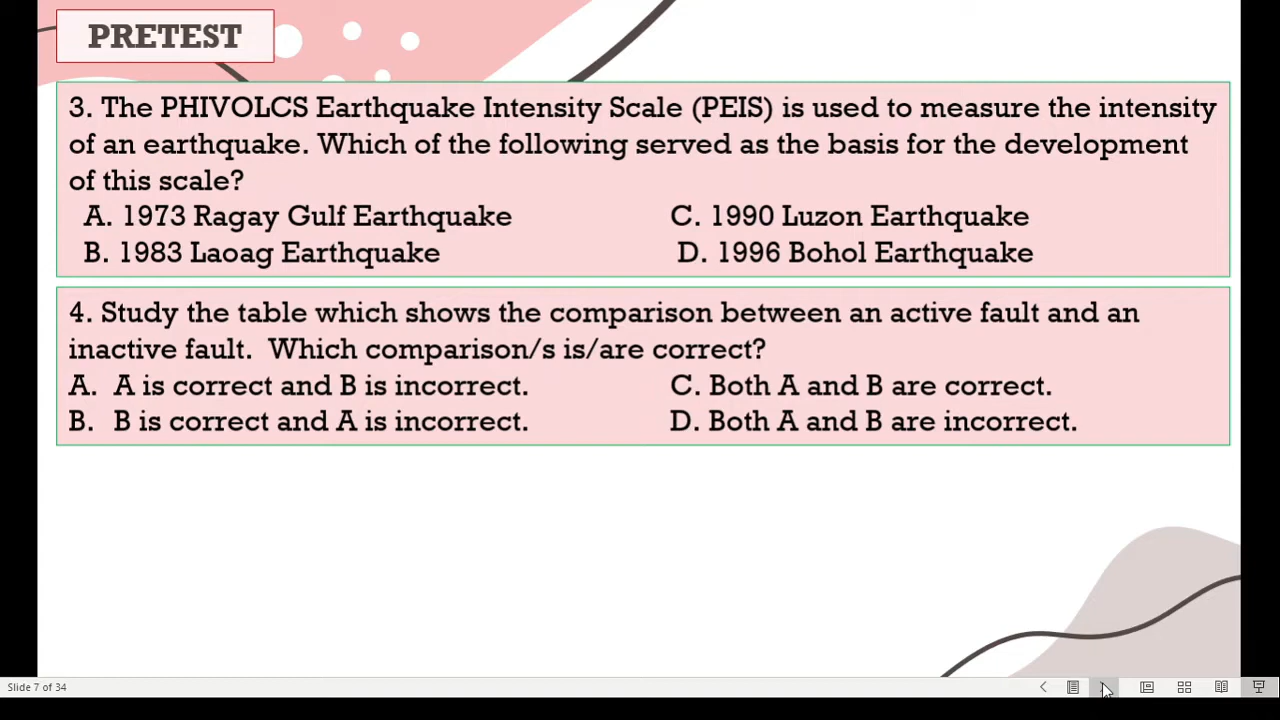 PRETEST
3. The PHIVOLCS Earthquake Intensity Scale (PEIS) is used to measure the intensity
of an earthquake. Which of the following served as the basis for the development
of this scale?
A. 1973 Ragay Gulf Earthquake C. 1990 Luzon Earthquake
B. 1983 Laoag Earthquake D. 1996 Bohol Earthquake
4. Study the table which shows the comparison between an active fault and an
inactive fault. Which comparison/s is/are correct?
A. A is correct and B is incorrect. C. Both A and B are correct.
B. B is correct and A is incorrect. D. Both A and B are incorrect.
Slide 7 of 34